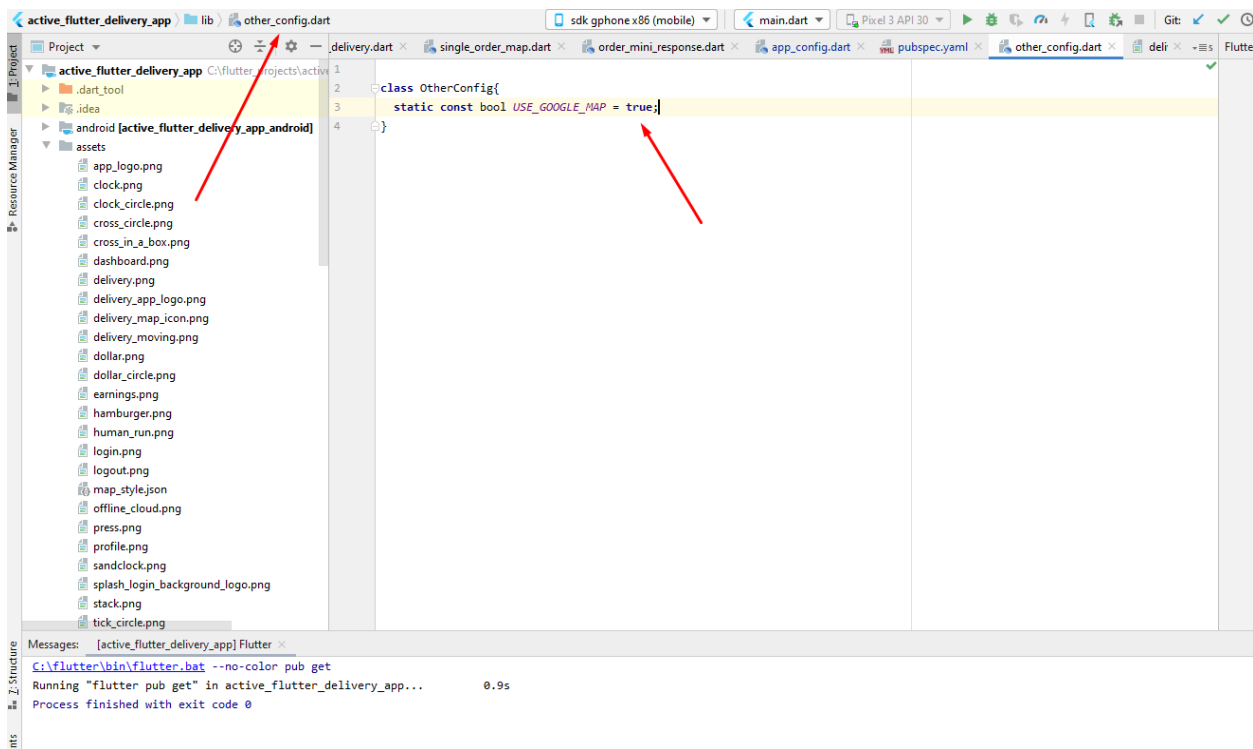 active_flutter_delivery_app lib other_config.dart sdk gphone x86 (mobile) main.dart Pixel 3 API 30 Git:
Project _delivery.dart single_order_map.dart order_mini_response.dart app_config.dart pubspec.yaml other_config.dart deli Flutte
1: Project
Resource Manager
active_flutter_delivery_app C:\flutter_projects\active
.dart_tool
.idea
android [active_flutter_delivery_app_android]
assets
app_logo.png
clock.png
clock_circle.png
cross_circle.png
cross_in_a_box.png
dashboard.png
delivery.png
delivery_app_logo.png
delivery_map_icon.png
delivery_moving.png
dollar.png
dollar_circle.png
earnings.png
hamburger.png
human_run.png
login.png
logout.png
map_style.json
offline_cloud.png
press.png
profile.png
sandclock.png
splash_login_background_logo.png
stack.png
tick_circle.png
1
2 class OtherConfig{
3 static const bool USE_GOOGLE_MAP = true;
4 }
Z: Structure
nts
Messages: [active_flutter_delivery_app] Flutter
C:\flutter\bin\flutter.bat --no-color pub get
Running "flutter pub get" in active_flutter_delivery_app... 0.9s
Process finished with exit code 0